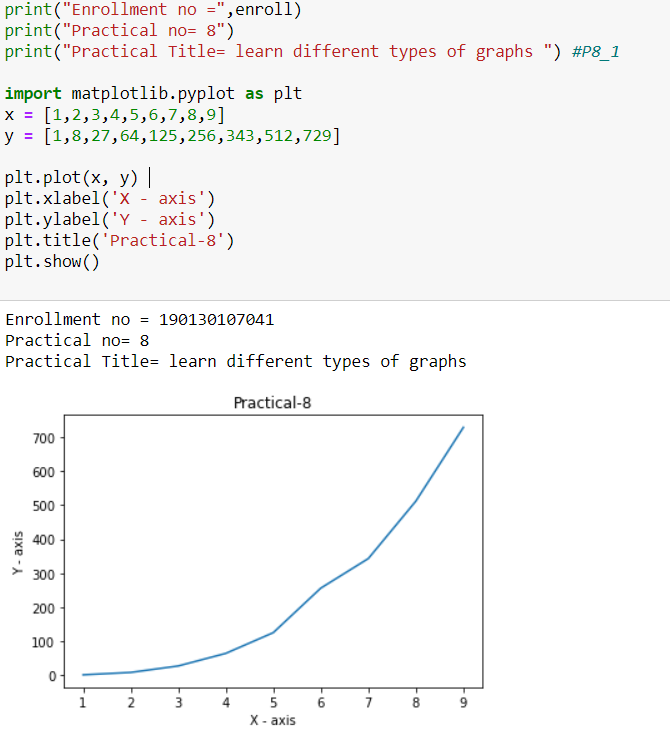 print("Enrollment no =",enroll)
print("Practical no= 8")
print("Practical Title= learn different types of graphs ") #P8_1
import matplotlib.pyplot as plt
x = [1,2,3,4,5,6,7,8,9]
y = [1,8,27,64,125,256,343,512,729]
plt.plot(x, y)
plt.xlabel('X - axis')
plt.ylabel('Y - axis')
plt.title('Practical-8')
plt.show()
Enrollment no = 190130107041
Practical no= 8
Practical Title= learn different types of graphs
Practical-8
700
600
500
400
300
200
100
0
Y - axis
1 2 3 4 5 6 7 8 9
X - axis